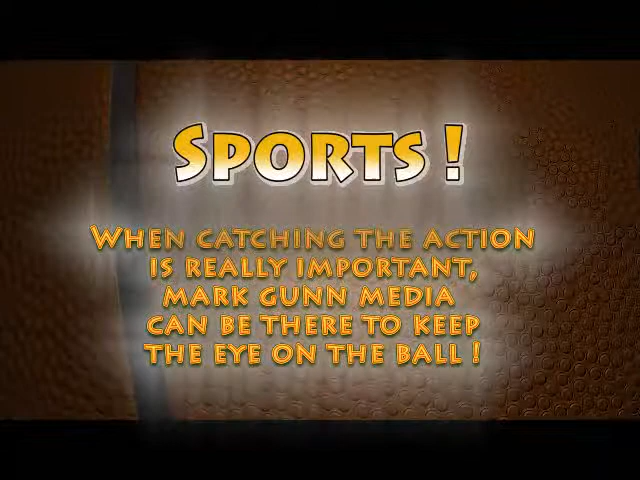 SPORTS !
WHEN CATCHING THE ACTION
IS REALLY IMPORTANT,
MARK GUNN MEDIA
CAN BE THERE TO KEEP
THE EYE ON THE BALL !